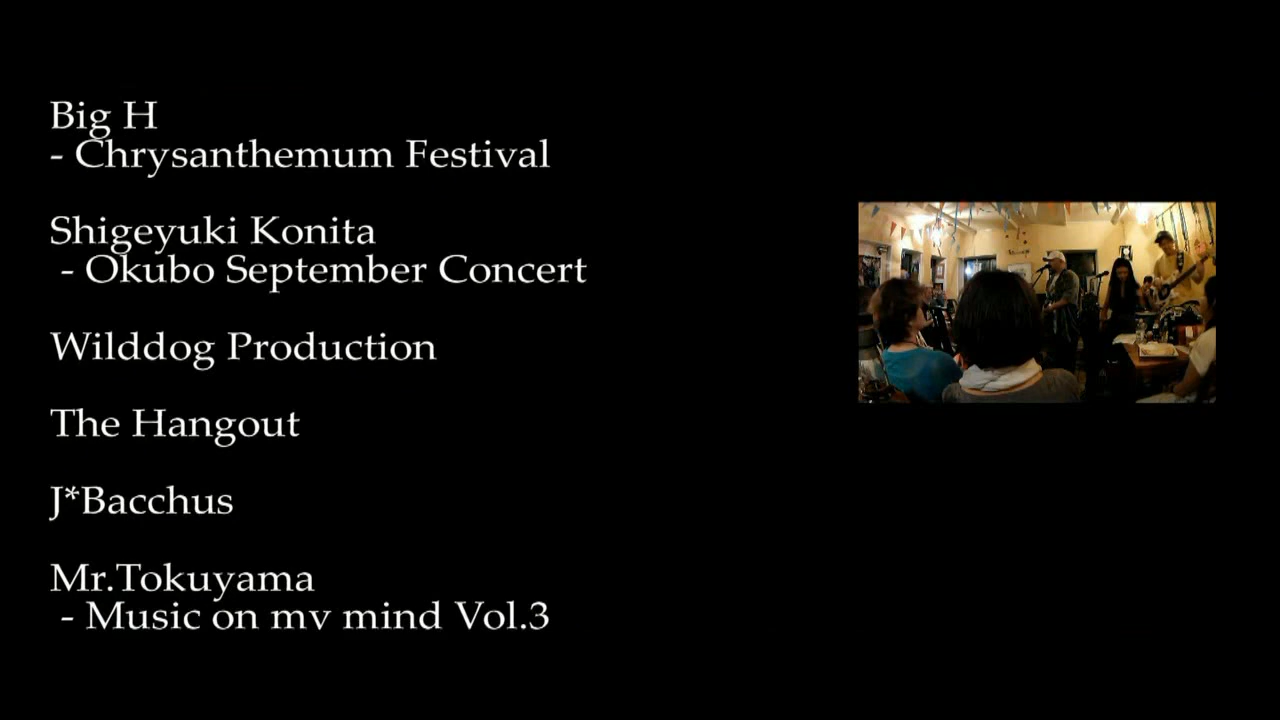 Big H
- Chrysanthemum Festival
Shigeyuki Konita
- Okubo September Concert
Wilddog Production
The Hangout
J*Bacchus
Mr.Tokuyama
- Music on my mind Vol.3